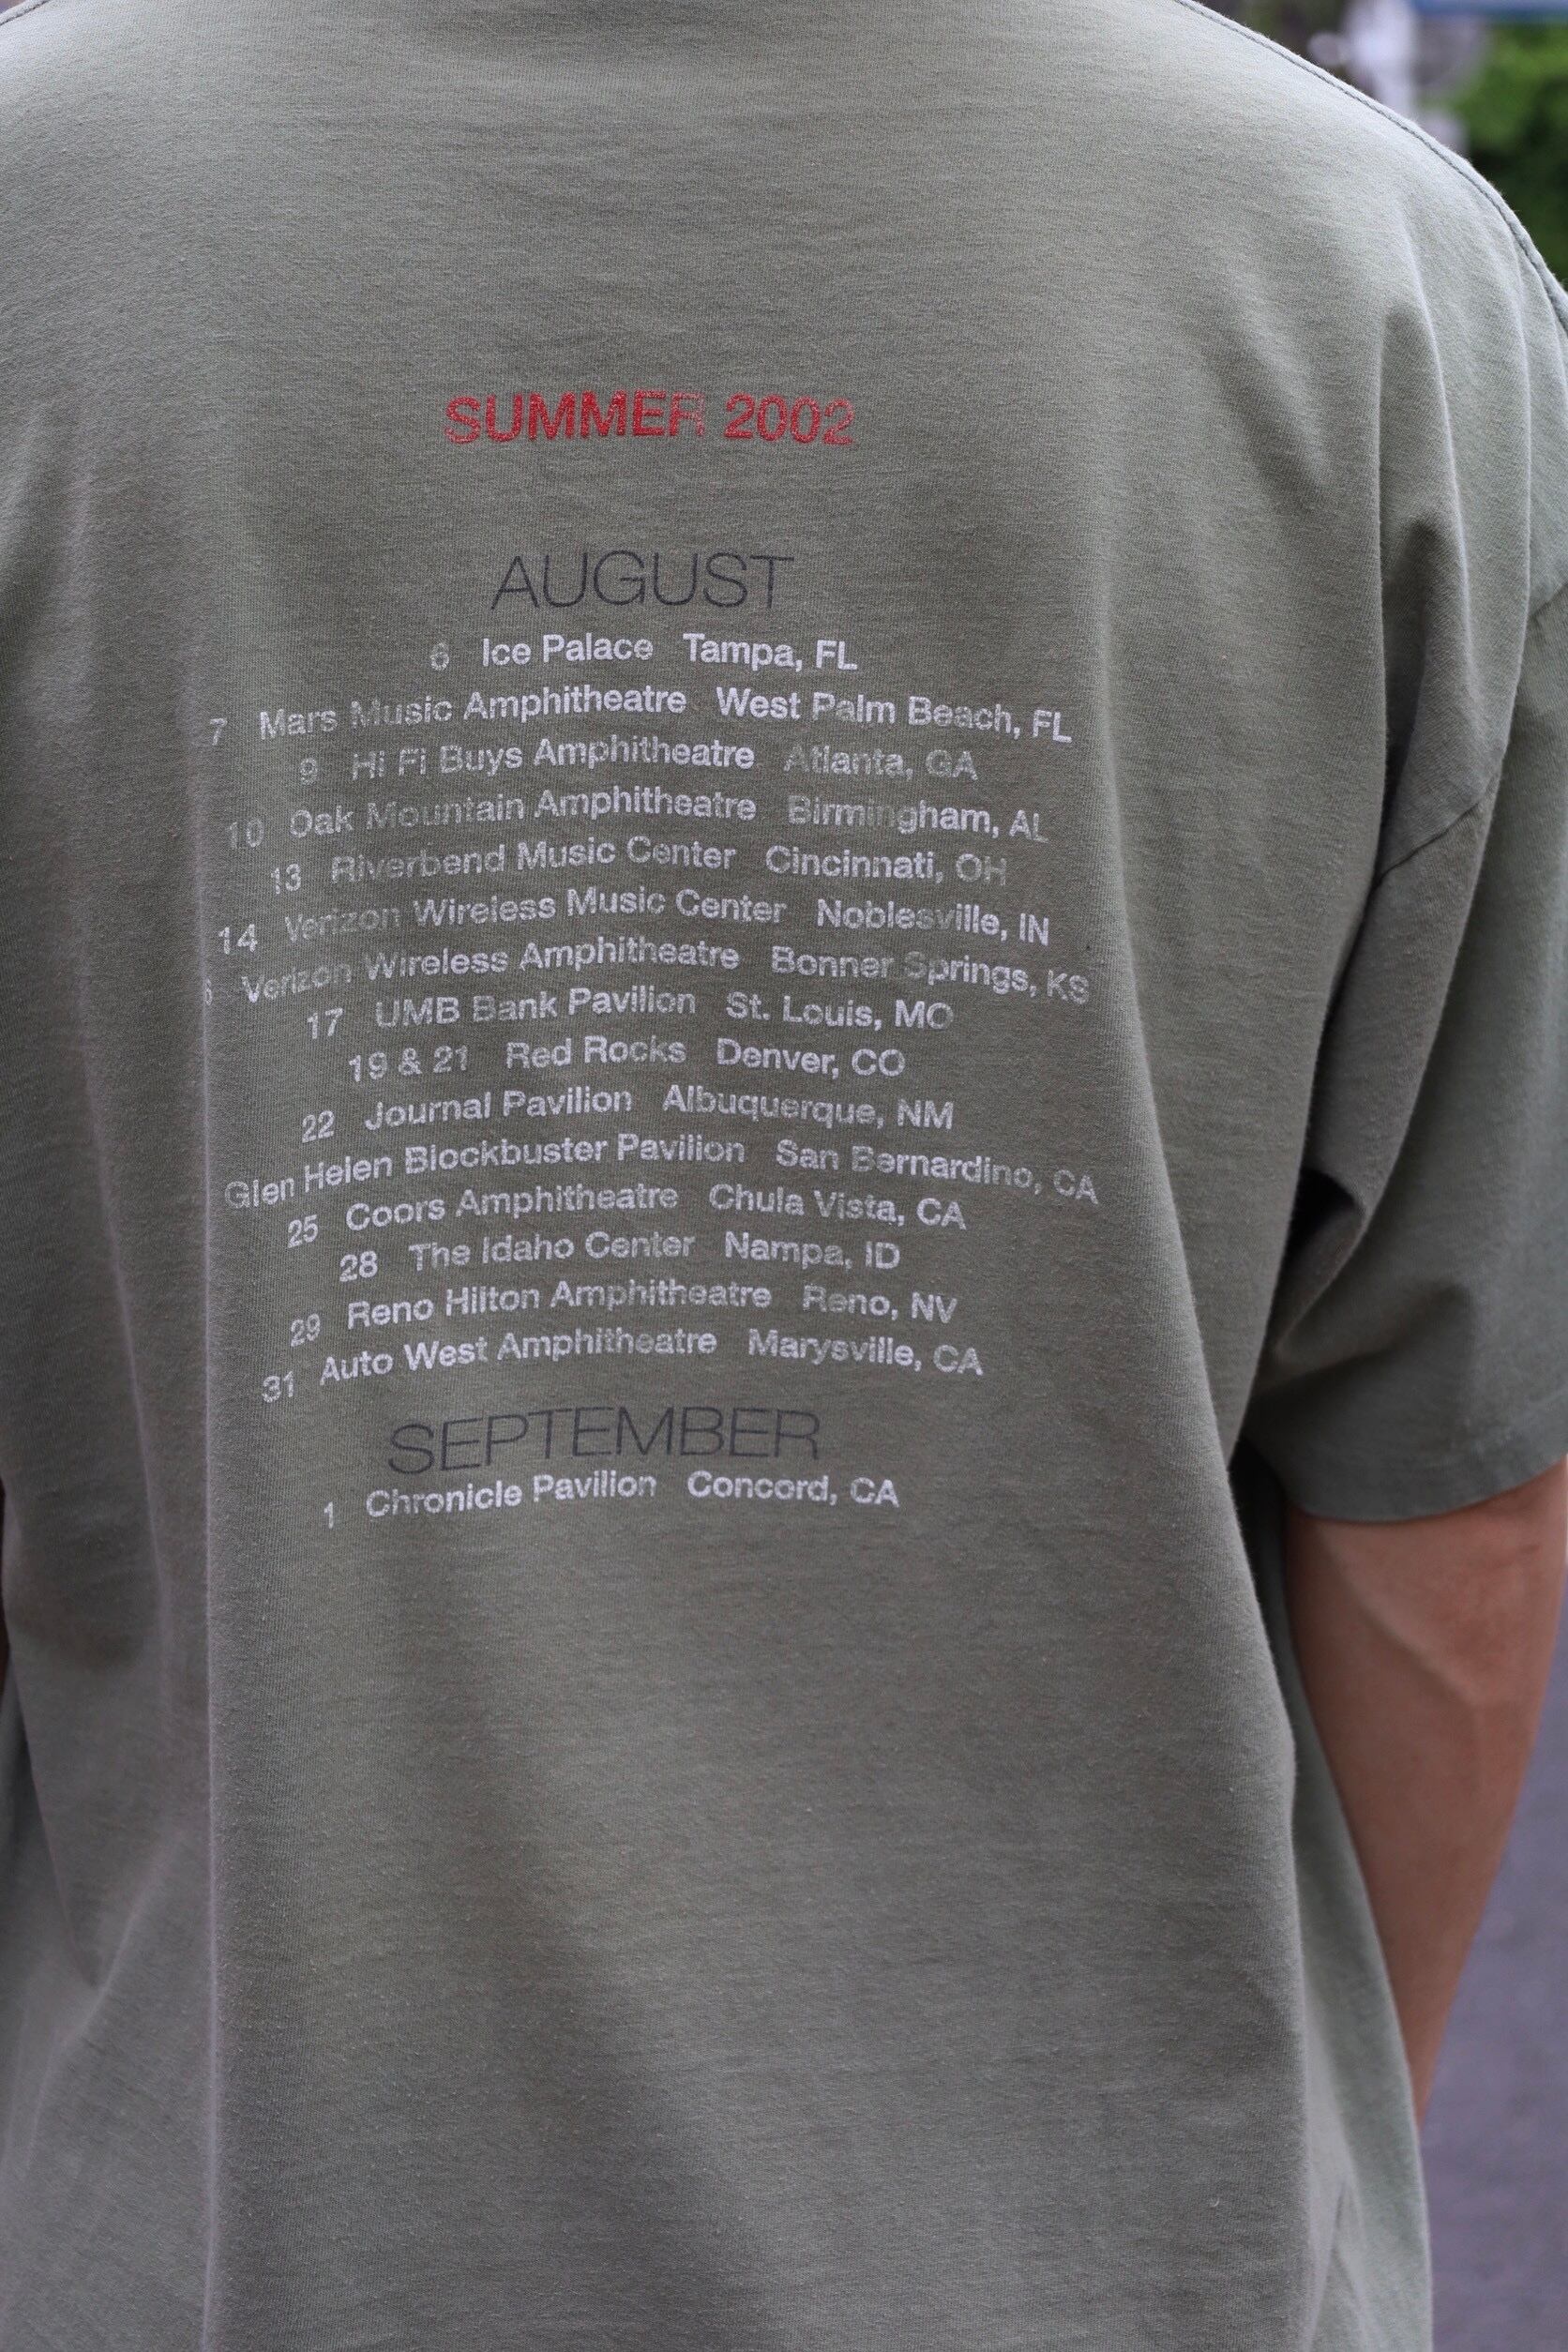 SUMMER 2002
AUGUST
6 Ice Palace Tampa, FL
7 Mars Music Amphitheatre West Palm Beach, FL
9 Hi Fi Buys Amphitheatre Atlanta, GA
10 Oak Mountain Amphitheatre Birmingham, AL
13 Riverbend Music Center Cincinnati, OH
14 Verizon Wireless Music Center Noblesville, IN
Verizon Wireless Amphitheatre Bonner Springs, KS
17 UMB Bank Pavilion St. Louis, MO
19 & 21 Red Rocks Denver, CO
22 Journal Pavilion Albuquerque, NM
Glen Helen Blockbuster Pavilion San Bernardino, CA
25 Coors Amphitheatre Chula Vista, CA
28 The Idaho Center Nampa, ID
29 Reno Hilton Amphitheatre Reno, NV
31 Auto West Amphitheatre Marysville, CA
SEPTEMBER
1 Chronicle Pavilion Concord, CA